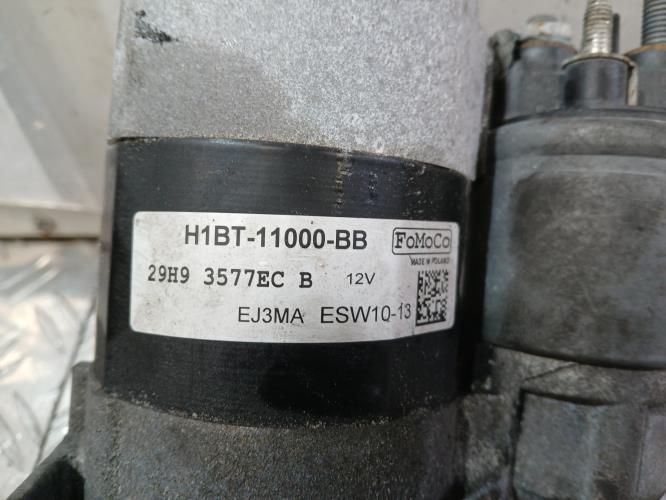 H1BT-11000-BB FoMoCo
MADE IN POLAND
29H9 3577EC B 12V
EJ3MA ESW10-13